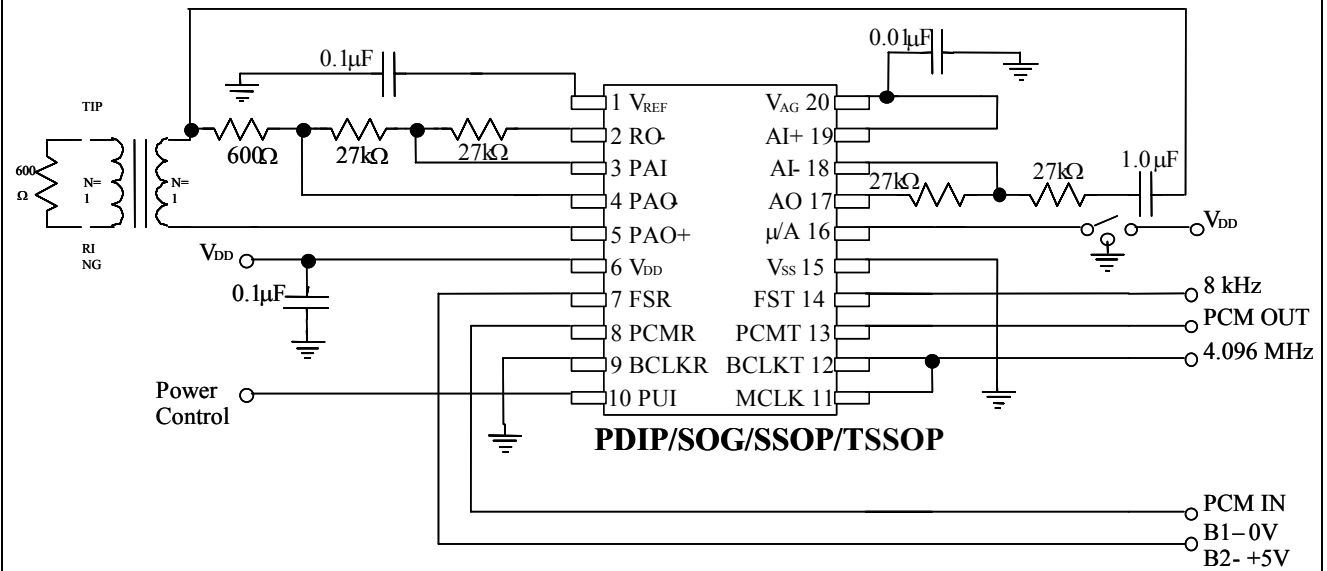 0.1µF
0.01µF
TIP
600Ω
27kΩ
27kΩ
600
Ω
N=
1
N=
1
RI
NG
1 VREF
2 RO-
3 PAI
4 PAO-
5 PAO+
6 VDD
7 FSR
8 PCMR
9 BCLKR
10 PUI
VAG 20
AI+ 19
AI- 18
AO 17
µ/A 16
VSS 15
FST 14
PCMT 13
BCLKT 12
MCLK 11
27kΩ
27kΩ
1.0 µF
VDD
VDD
0.1µF
8 kHz
PCM OUT
4.096 MHz
Power
Control
PDIP/SOG/SSOP/TSSOP
PCM IN
B1–0V
B2- +5V